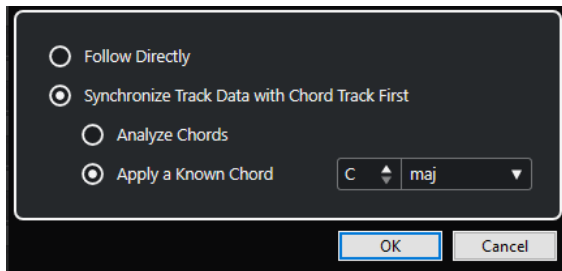 Follow Directly
Synchronize Track Data with Chord Track First
Analyze Chords
Apply a Known Chord C maj
OK Cancel